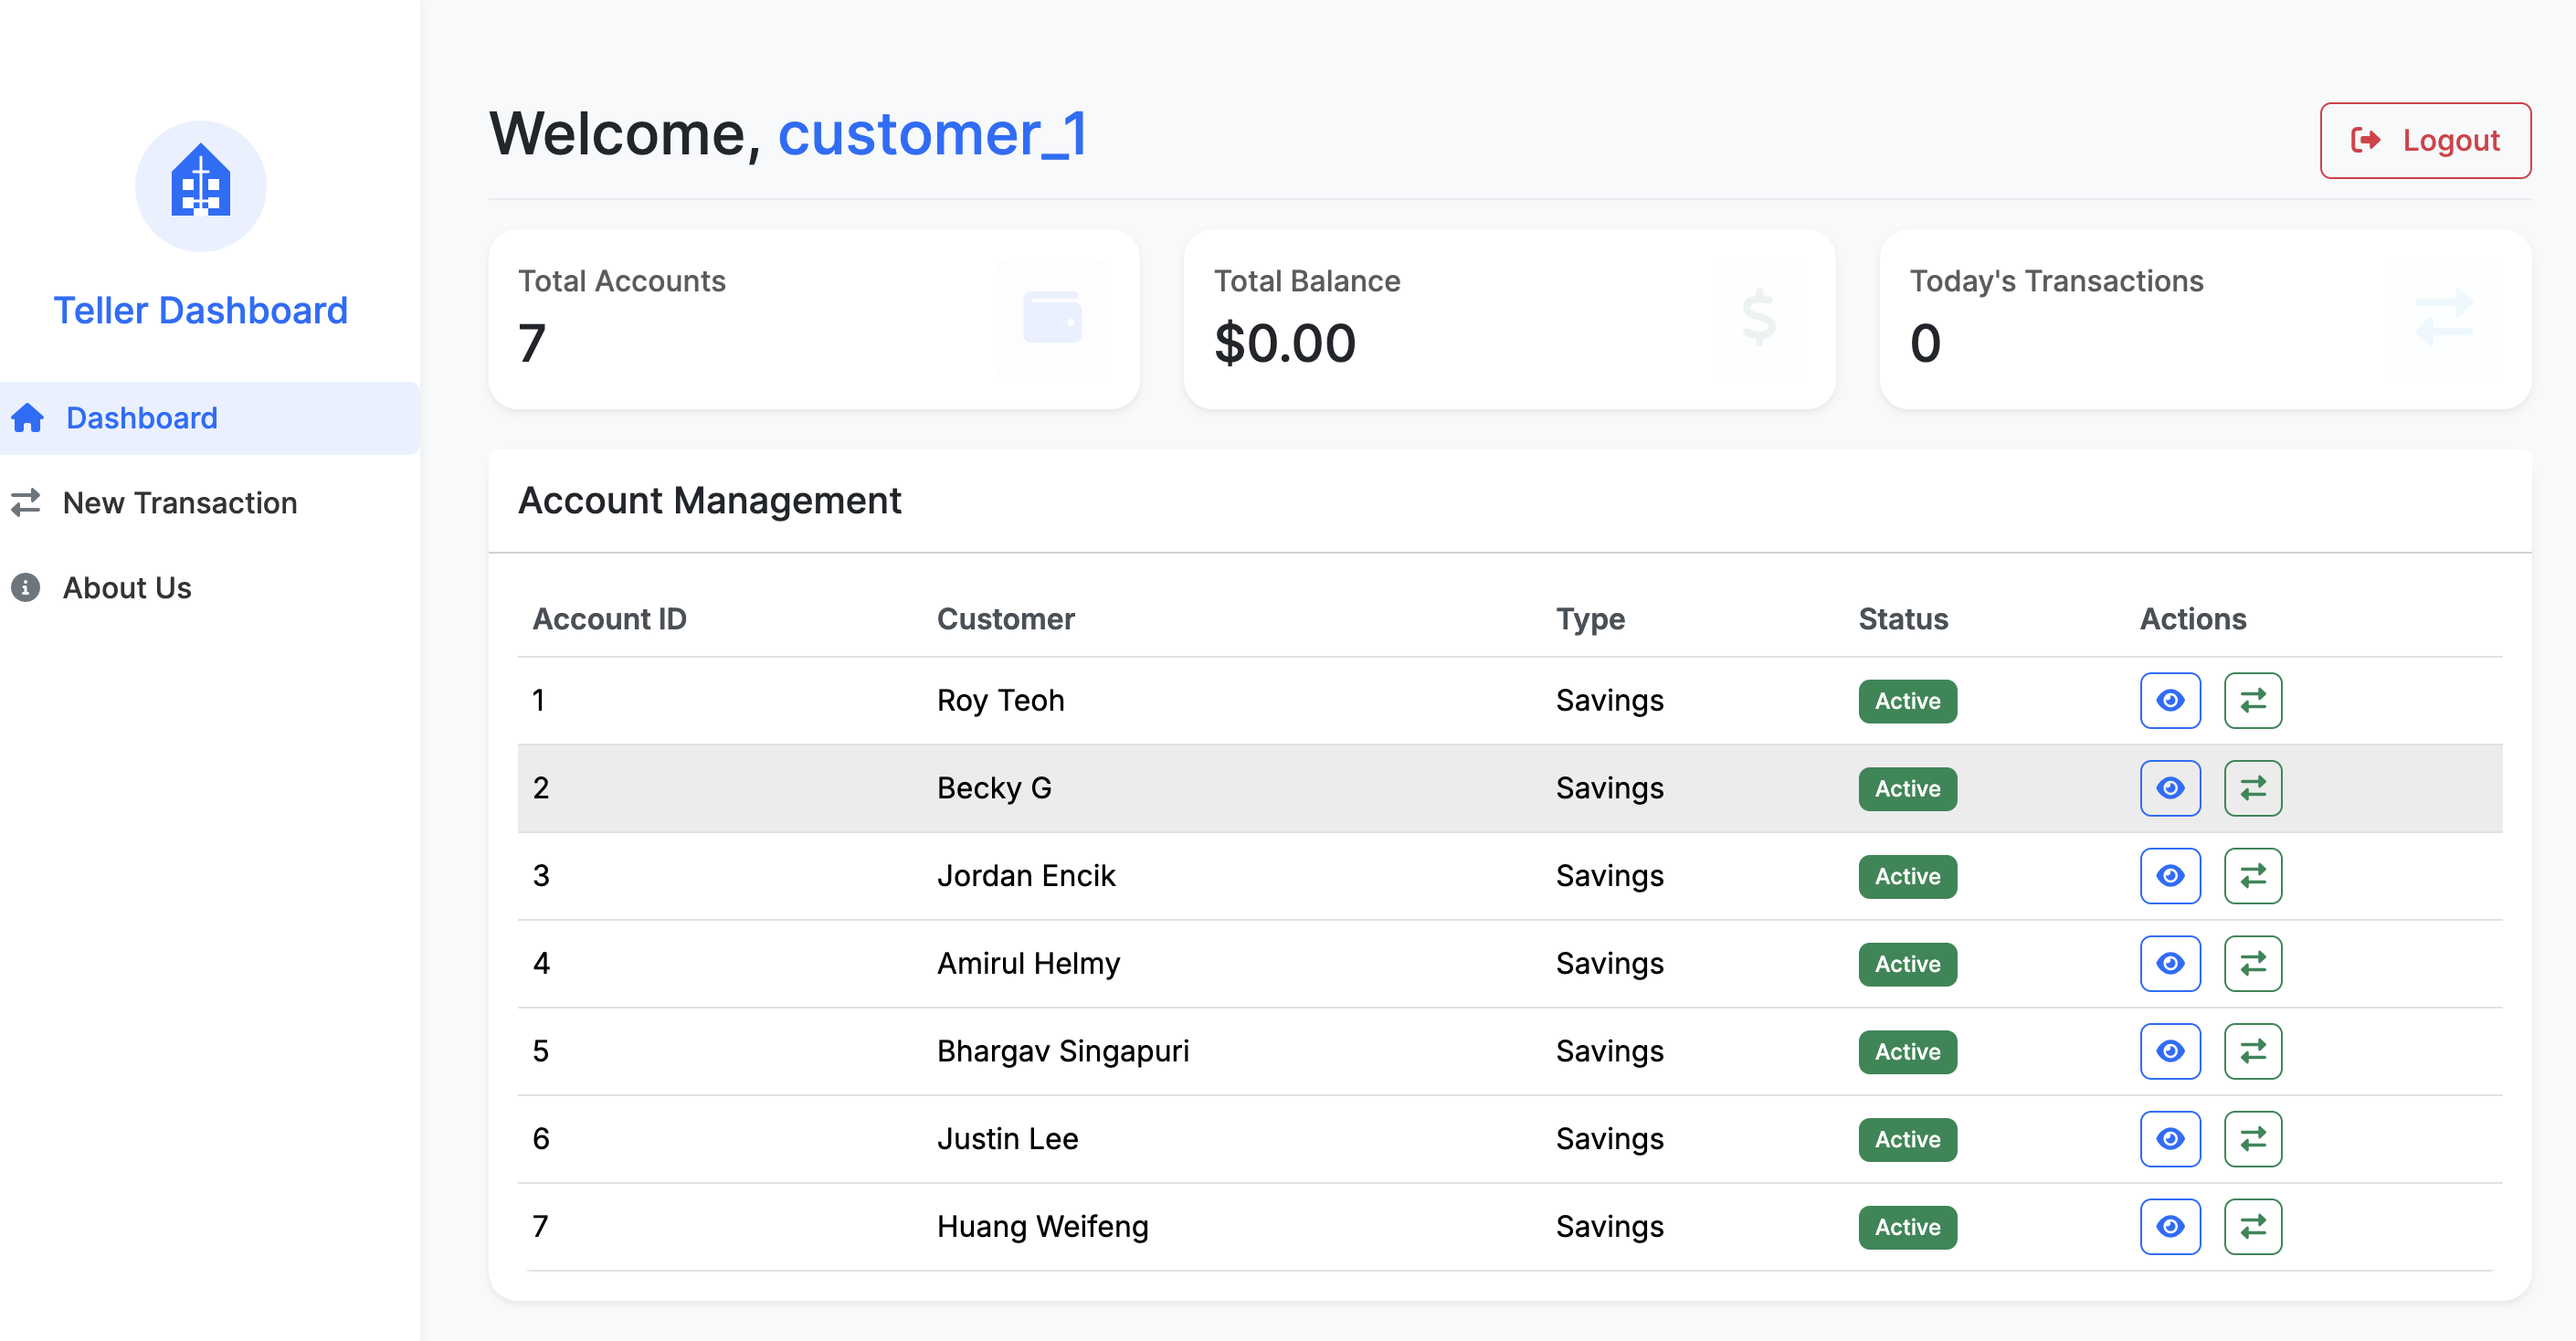 Teller Dashboard
Dashboard
New Transaction
About Us
Welcome, customer_1
Logout
Total Accounts
7
Total Balance
$0.00
Today's Transactions
0
Account Management
Account ID Customer Type Status Actions
1 Roy Teoh Savings Active
2 Becky G Savings Active
3 Jordan Encik Savings Active
4 Amirul Helmy Savings Active
5 Bhargav Singapuri Savings Active
6 Justin Lee Savings Active
7 Huang Weifeng Savings Active